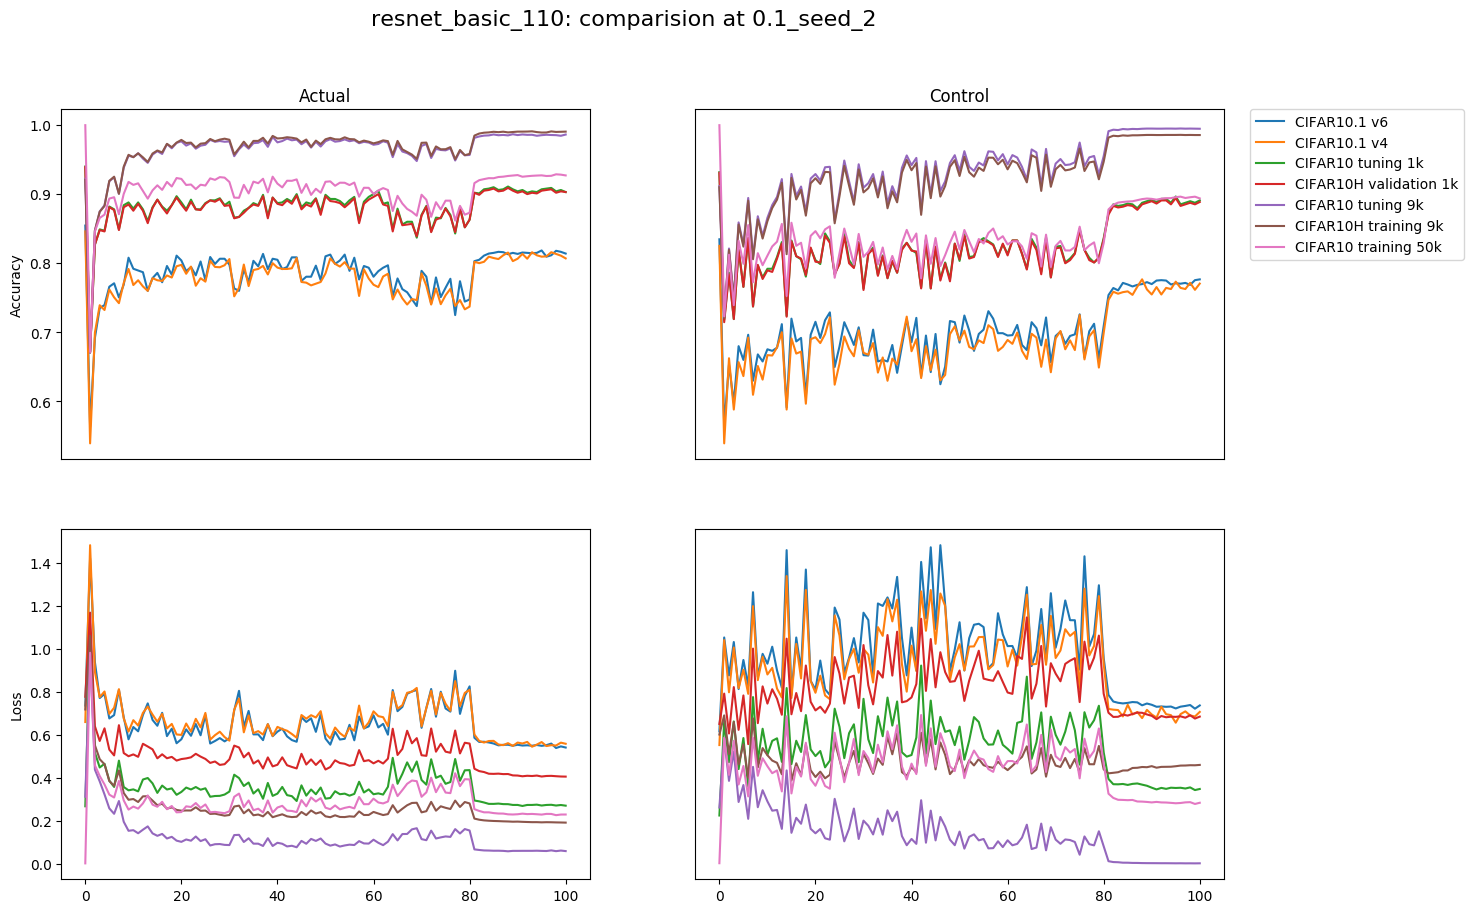 resnet_basic_110: comparision at 0.1_seed_2
Actual
Control
Accuracy
1.0
0.9
0.8
0.7
0.6
CIFAR10.1 v6
CIFAR10.1 v4
CIFAR10 tuning 1k
CIFAR10H validation 1k
CIFAR10 tuning 9k
CIFAR10H training 9k
CIFAR10 training 50k
Loss
1.4
1.2
1.0
0.8
0.6
0.4
0.2
0.0
0 20 40 60 80 100
0 20 40 60 80 100